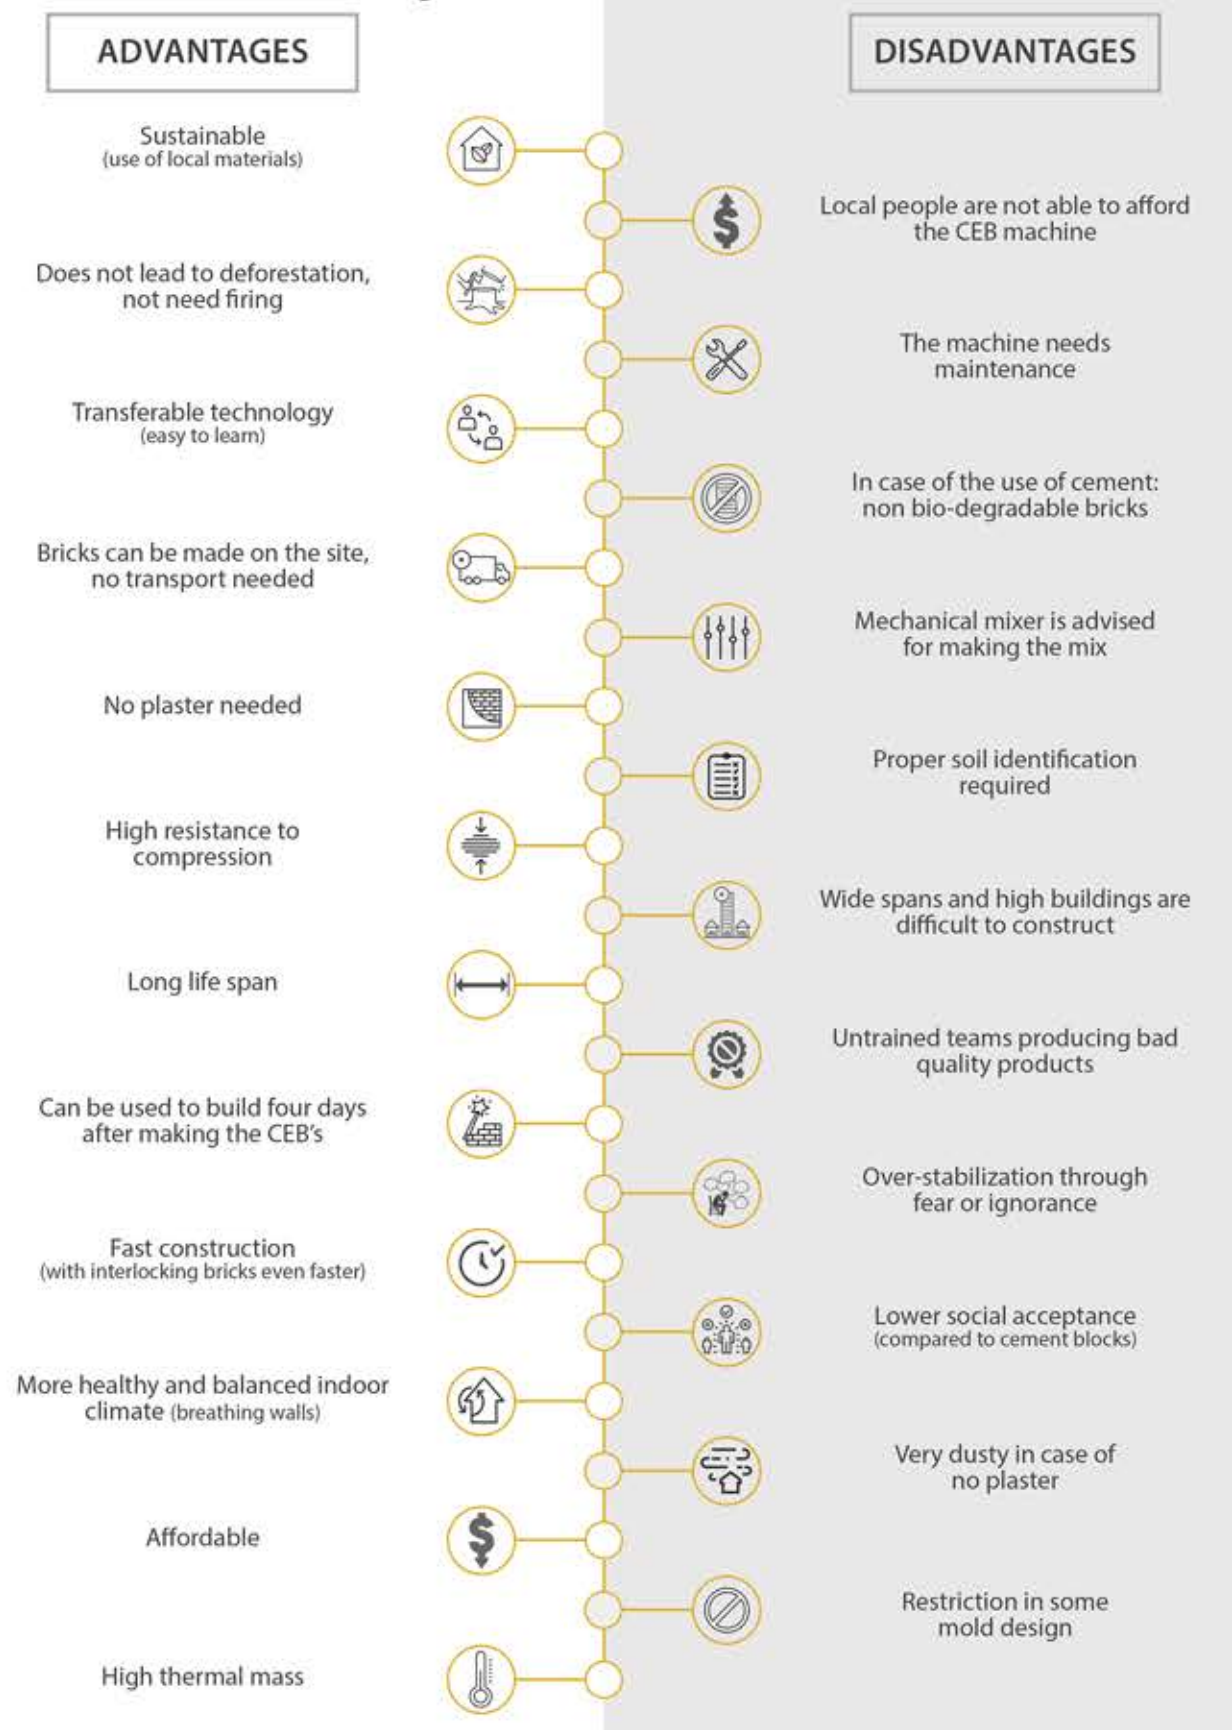 ADVANTAGES
DISADVANTAGES
Sustainable
(use of local materials)
Local people are not able to afford
the CEB machine
Does not lead to deforestation,
not need firing
The machine needs
maintenance
Transferable technology
(easy to learn)
In case of the use of cement:
non bio-degradable bricks
Bricks can be made on the site,
no transport needed
Mechanical mixer is advised
for making the mix
No plaster needed
Proper soil identification
required
High resistance to
compression
Wide spans and high buildings are
difficult to construct
Long life span
Untrained teams producing bad
quality products
Can be used to build four days
after making the CEB's
Over-stabilization through
fear or ignorance
Fast construction
(with interlocking bricks even faster)
Lower social acceptance
(compared to cement blocks)
More healthy and balanced indoor
climate (breathing walls)
Very dusty in case of
no plaster
Affordable
Restriction in some
mold design
High thermal mass